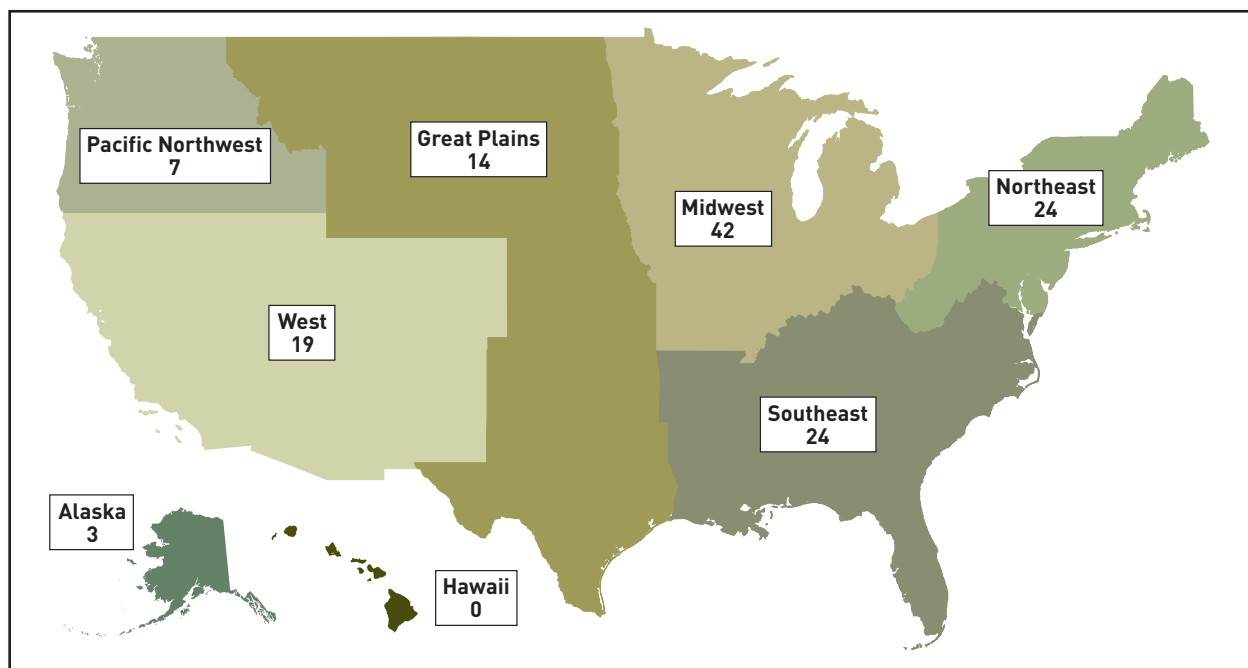 Pacific Northwest
7
Great Plains
14
Midwest
42
Northeast
24
West
19
Southeast
24
Alaska
3
Hawaii
0